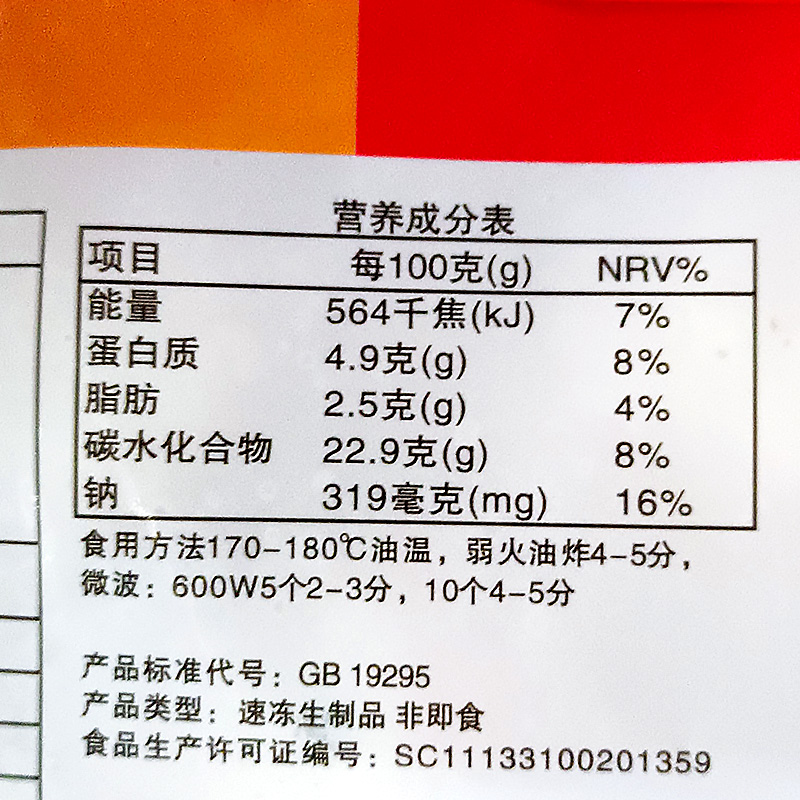 营养成分表
项目 每100克(g) NRV%
能量 564千焦(kJ) 7%
蛋白质 4.9克(g) 8%
脂肪 2.5克(g) 4%
碳水化合物 22.9克(g) 8%
钠 319毫克(mg) 16%
食用方法170-180℃油温，弱火油炸4-5分，
微波：600W5个2-3分，10个4-5分
产品标准代号：GB 19295
产品类型：速冻生制品 非即食
食品生产许可证编号：SC11133100201359